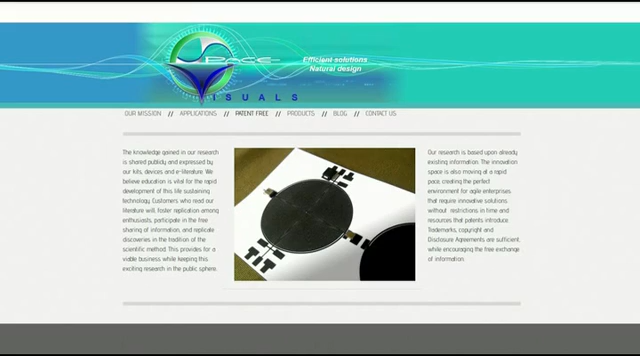 PACE
VISUALS
Efficient solutions
Natural design
OUR MISSION // APPLICATIONS // PATENT FREE // PRODUCTS // BLOG // CONTACT US
The knowledge gained in our research
is shared publicly and expressed by
our kits, devices and e-literature. We
believe education is vital for the rapid
development of this life sustaining
technology. Customers who read our
literature will foster replication among
enthusiasts, participate in the free
sharing of information, and replicate
discoveries in the tradition of the
scientific method. This provides for a
viable business while keeping this
exciting research in the public sphere.
Our research is based upon already
existing information. The innovation
space is also moving at a rapid
pace, creating the perfect
environment for agile enterprises
that require innovative solutions
without restrictions in time and
resources that patents introduce.
Trademarks, copyright and
Disclosure Agreements are sufficient,
while encouraging the free exchange
of information.